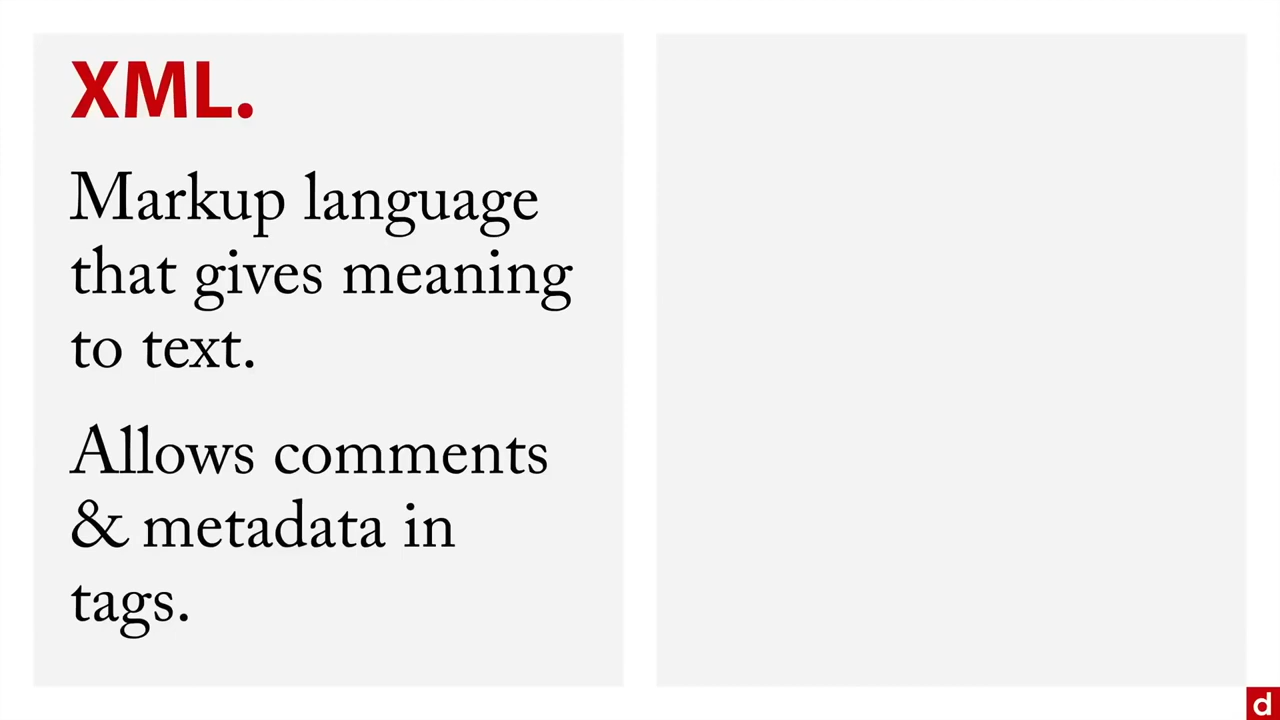 XML.
Markup language
that gives meaning
to text.
Allows comments
& metadata in
tags.
d